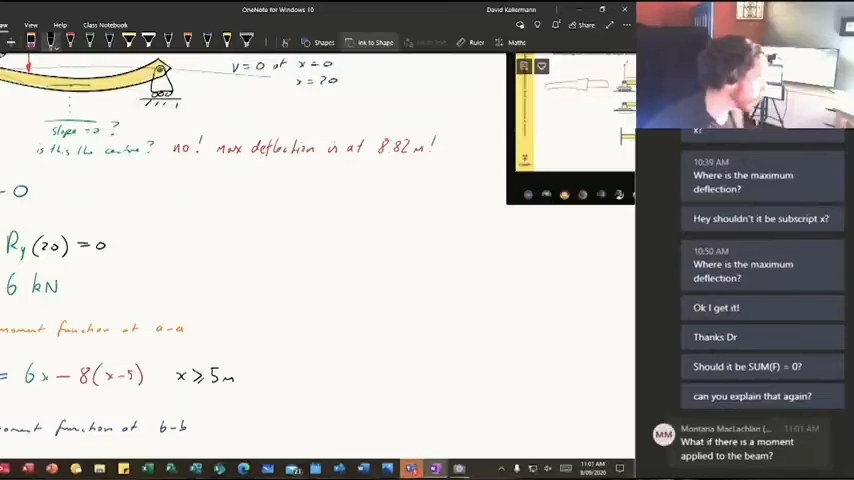 OneNote for Windows 10
David Kellermann
View
Class Notebook
Share
Shapes
Ink to Shape
Ruler
Maths
v = 0 at x = 0
x = 20
slope = 0 ?
is this the centre? no! max deflection is at 8.82 m!
- 0
Ry (20) = 0
6 kN
moment function at a-a
= 6x - 8(x-5) x ≥ 5m
moment function at b-b
11:01 AM
8/09/2020
x?
10:39 AM
Where is the maximum
deflection?
Hey shouldn't it be subscript x?
10:50 AM
Where is the maximum
deflection?
Ok I get it!
Thanks Dr
Should it be SUM(F) = 0?
can you explain that again?
MM
Montana MacLachlan (... 11:01 AM
What if there is a moment
applied to the beam?